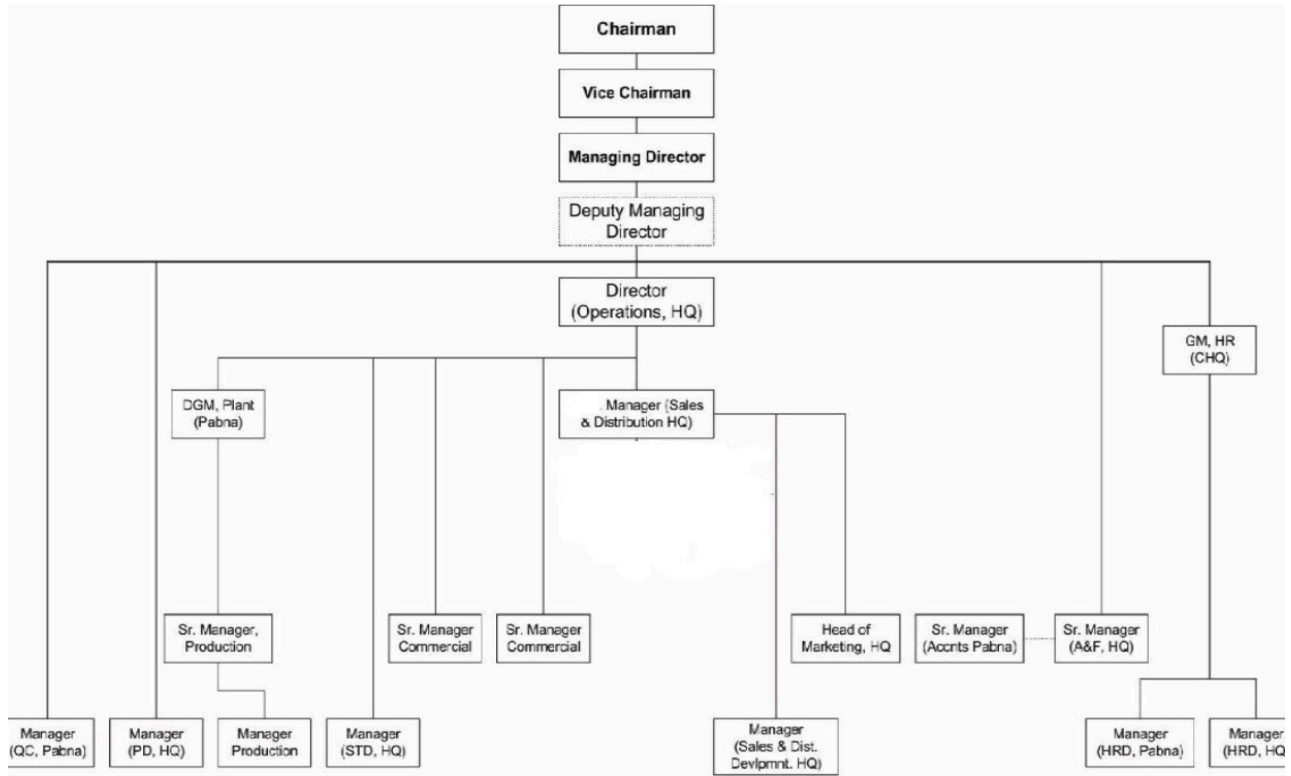 Chairman
Vice Chairman
Managing Director
Deputy Managing
Director
Director
(Operations, HQ)
GM, HR
(CHQ)
DGM, Plant
(Pabna)
. Manager (Sales
& Distribution HQ)
Sr. Manager,
Production
Sr. Manager
Commercial
Sr. Manager
Commercial
Head of
Marketing, HQ
Sr. Manager
(Accnts Pabna)
Sr. Manager
(A&F, HQ)
Manager
(QC, Pabna)
Manager
(PD, HQ)
Manager
Production
Manager
(STD, HQ)
Manager
(Sales & Dist.
Devlpmnt. HQ)
Manager
(HRD, Pabna)
Manager
(HRD, HQ